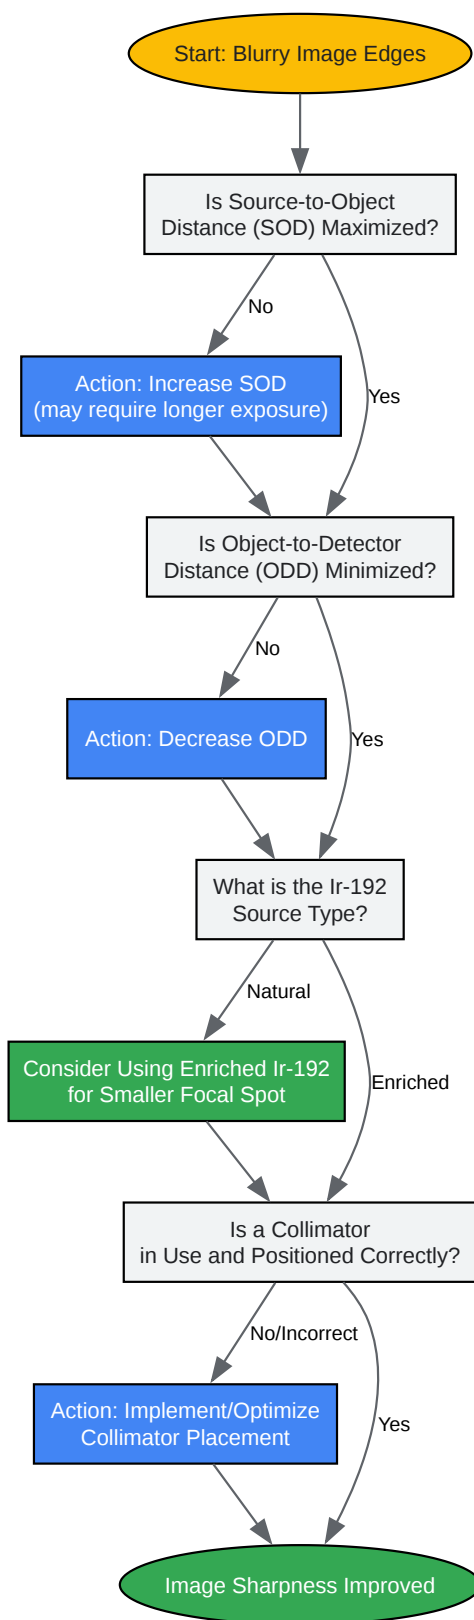 Start: Blurry Image Edges
Is Source-to-Object
Distance (SOD) Maximized?
No
Action: Increase SOD
(may require longer exposure)
Yes
Is Object-to-Detector
Distance (ODD) Minimized?
No
Action: Decrease ODD
Yes
What is the Ir-192
Source Type?
Natural
Consider Using Enriched Ir-192
for Smaller Focal Spot
Enriched
Is a Collimator
in Use and Positioned Correctly?
No/Incorrect
Action: Implement/Optimize
Collimator Placement
Yes
Image Sharpness Improved